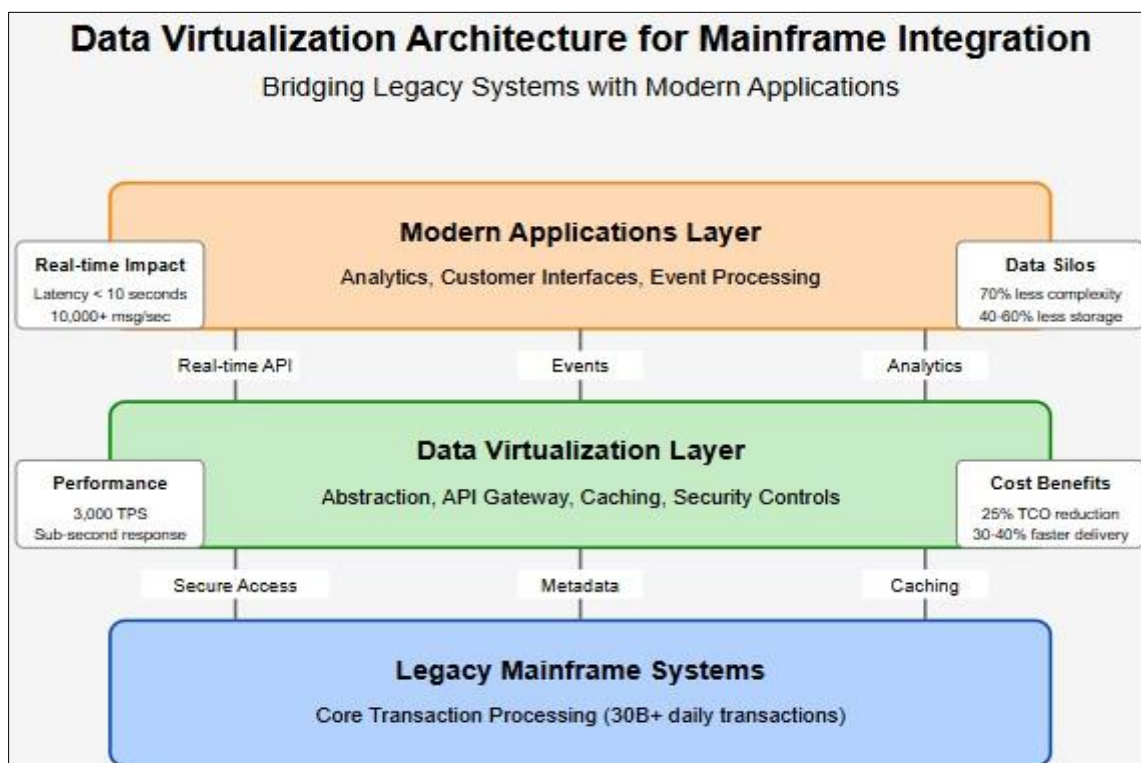 Data Virtualization Architecture for Mainframe Integration
Bridging Legacy Systems with Modern Applications
Modern Applications Layer
Analytics, Customer Interfaces, Event Processing
Real-time Impact
Latency < 10 seconds
10,000+ msg/sec
Data Silos
70% less complexity
40-60% less storage
Real-time API
Events
Analytics
Data Virtualization Layer
Abstraction, API Gateway, Caching, Security Controls
Performance
3,000 TPS
Sub-second response
Cost Benefits
25% TCO reduction
30-40% faster delivery
Secure Access
Metadata
Caching
Legacy Mainframe Systems
Core Transaction Processing (30B+ daily transactions)